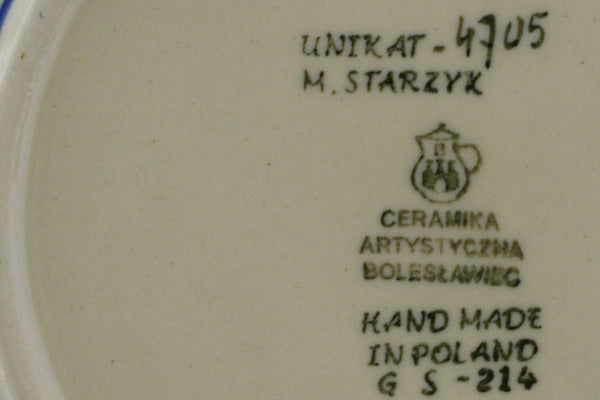 UNIKAT - 4705
M. STARZYK
B
CERAMIKA
ARTYSTYCZNA
BOLESŁAWIEC
HAND MADE
IN POLAND
G S - 214